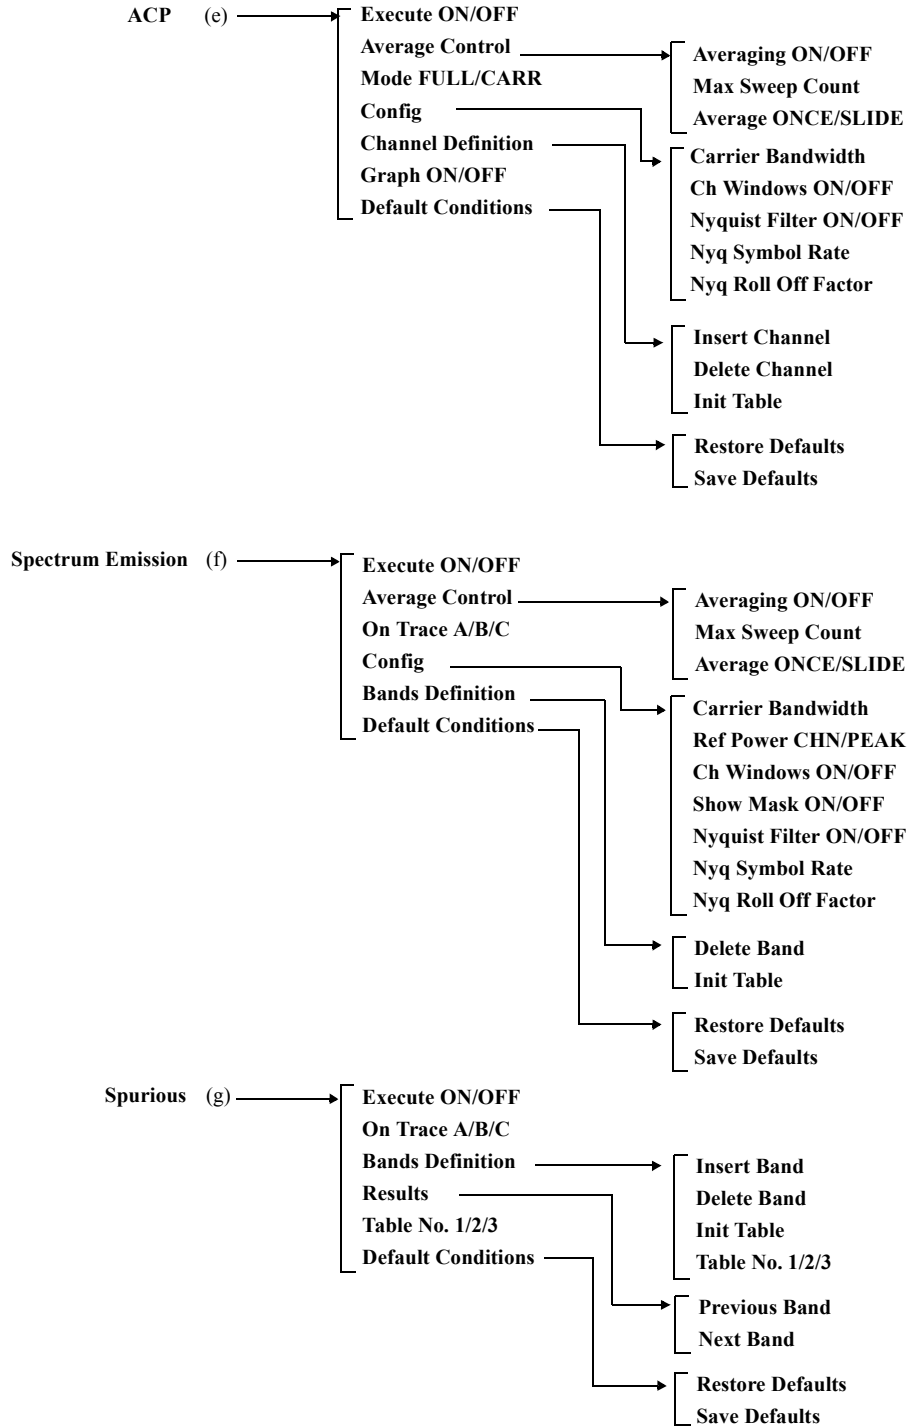 ACP (e)
Execute ON/OFF
Average Control
Mode FULL/CARR
Config
Channel Definition
Graph ON/OFF
Default Conditions
Averaging ON/OFF
Max Sweep Count
Average ONCE/SLIDE
Carrier Bandwidth
Ch Windows ON/OFF
Nyquist Filter ON/OFF
Nyq Symbol Rate
Nyq Roll Off Factor
Insert Channel
Delete Channel
Init Table
Restore Defaults
Save Defaults
Spectrum Emission (f)
Execute ON/OFF
Average Control
On Trace A/B/C
Config
Bands Definition
Default Conditions
Averaging ON/OFF
Max Sweep Count
Average ONCE/SLIDE
Carrier Bandwidth
Ref Power CHN/PEAK
Ch Windows ON/OFF
Show Mask ON/OFF
Nyquist Filter ON/OFF
Nyq Symbol Rate
Nyq Roll Off Factor
Delete Band
Init Table
Restore Defaults
Save Defaults
Spurious (g)
Execute ON/OFF
On Trace A/B/C
Bands Definition
Results
Table No. 1/2/3
Default Conditions
Insert Band
Delete Band
Init Table
Table No. 1/2/3
Previous Band
Next Band
Restore Defaults
Save Defaults